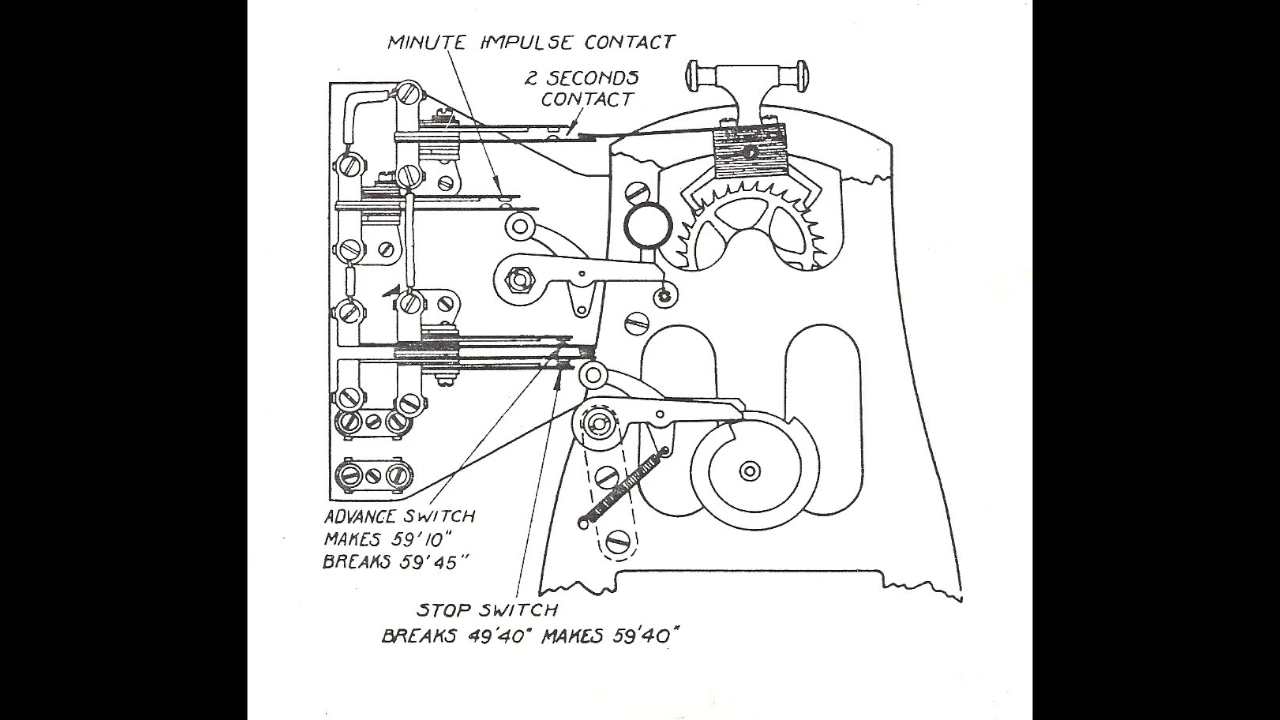 MINUTE IMPULSE CONTACT
2 SECONDS
CONTACT
ADVANCE SWITCH
MAKES 59'10"
BREAKS 59'45"
STOP SWITCH
BREAKS 49'40" MAKES 59'40"